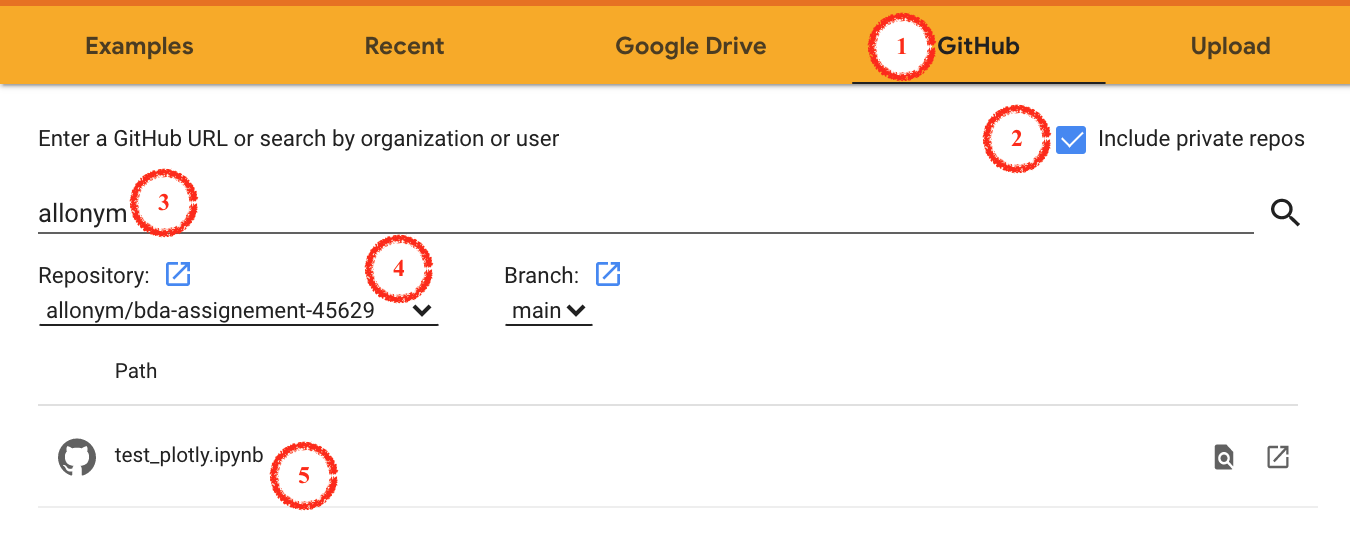 Examples Recent Google Drive 1 GitHub Upload
Enter a GitHub URL or search by organization or user 2 Include private repos
allonym 3
Repository: 4 Branch:
allonym/bda-assignement-45629 main
Path
test_plotly.ipynb 5